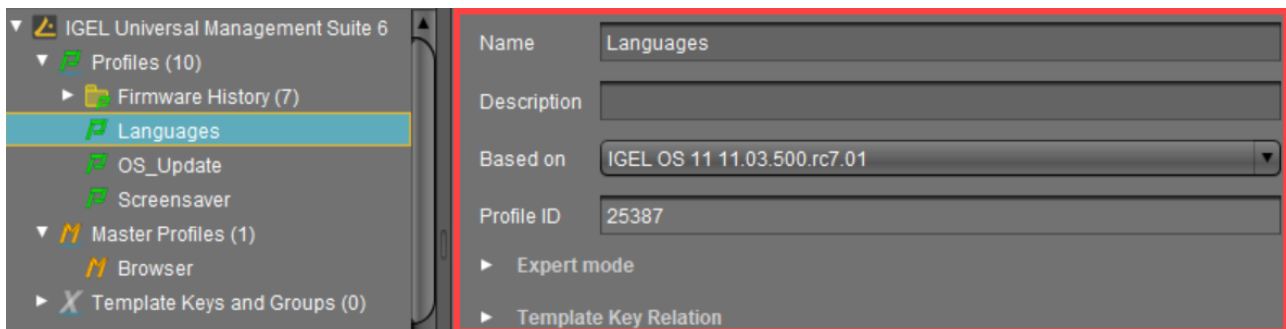 IGEL Universal Management Suite 6
Profiles (10)
Firmware History (7)
Languages
OS_Update
Screensaver
Master Profiles (1)
Browser
Template Keys and Groups (0)
Name Languages
Description
Based on IGEL OS 11 11.03.500.rc7.01
Profile ID 25387
Expert mode
Template Key Relation